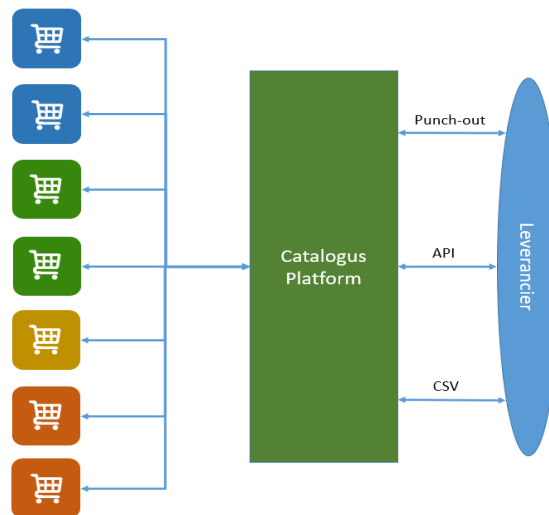 Punch-out
API
CSV
Catalogus
Platform
Leverancier